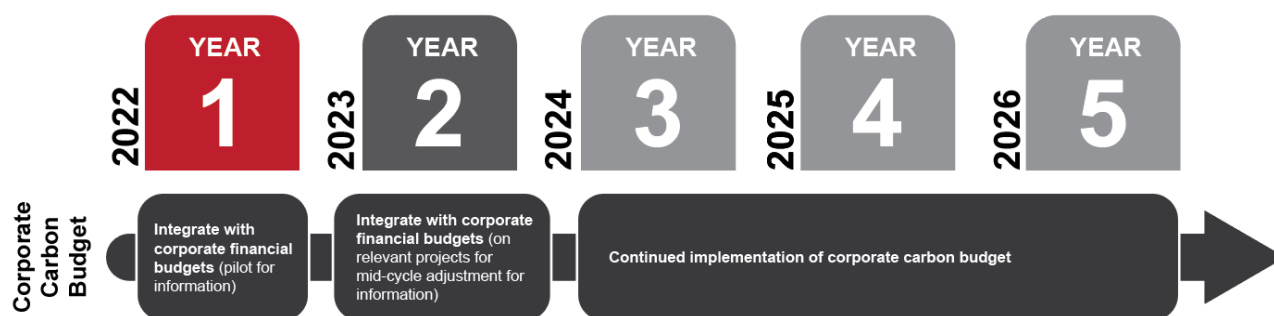 2022
YEAR
1
2023
YEAR
2
2024
YEAR
3
2025
YEAR
4
2026
YEAR
5
Corporate
Carbon
Budget
Integrate with
corporate financial
budgets (pilot for
information)
Integrate with corporate
financial budgets (on
relevant projects for
mid-cycle adjustment for
information)
Continued implementation of corporate carbon budget